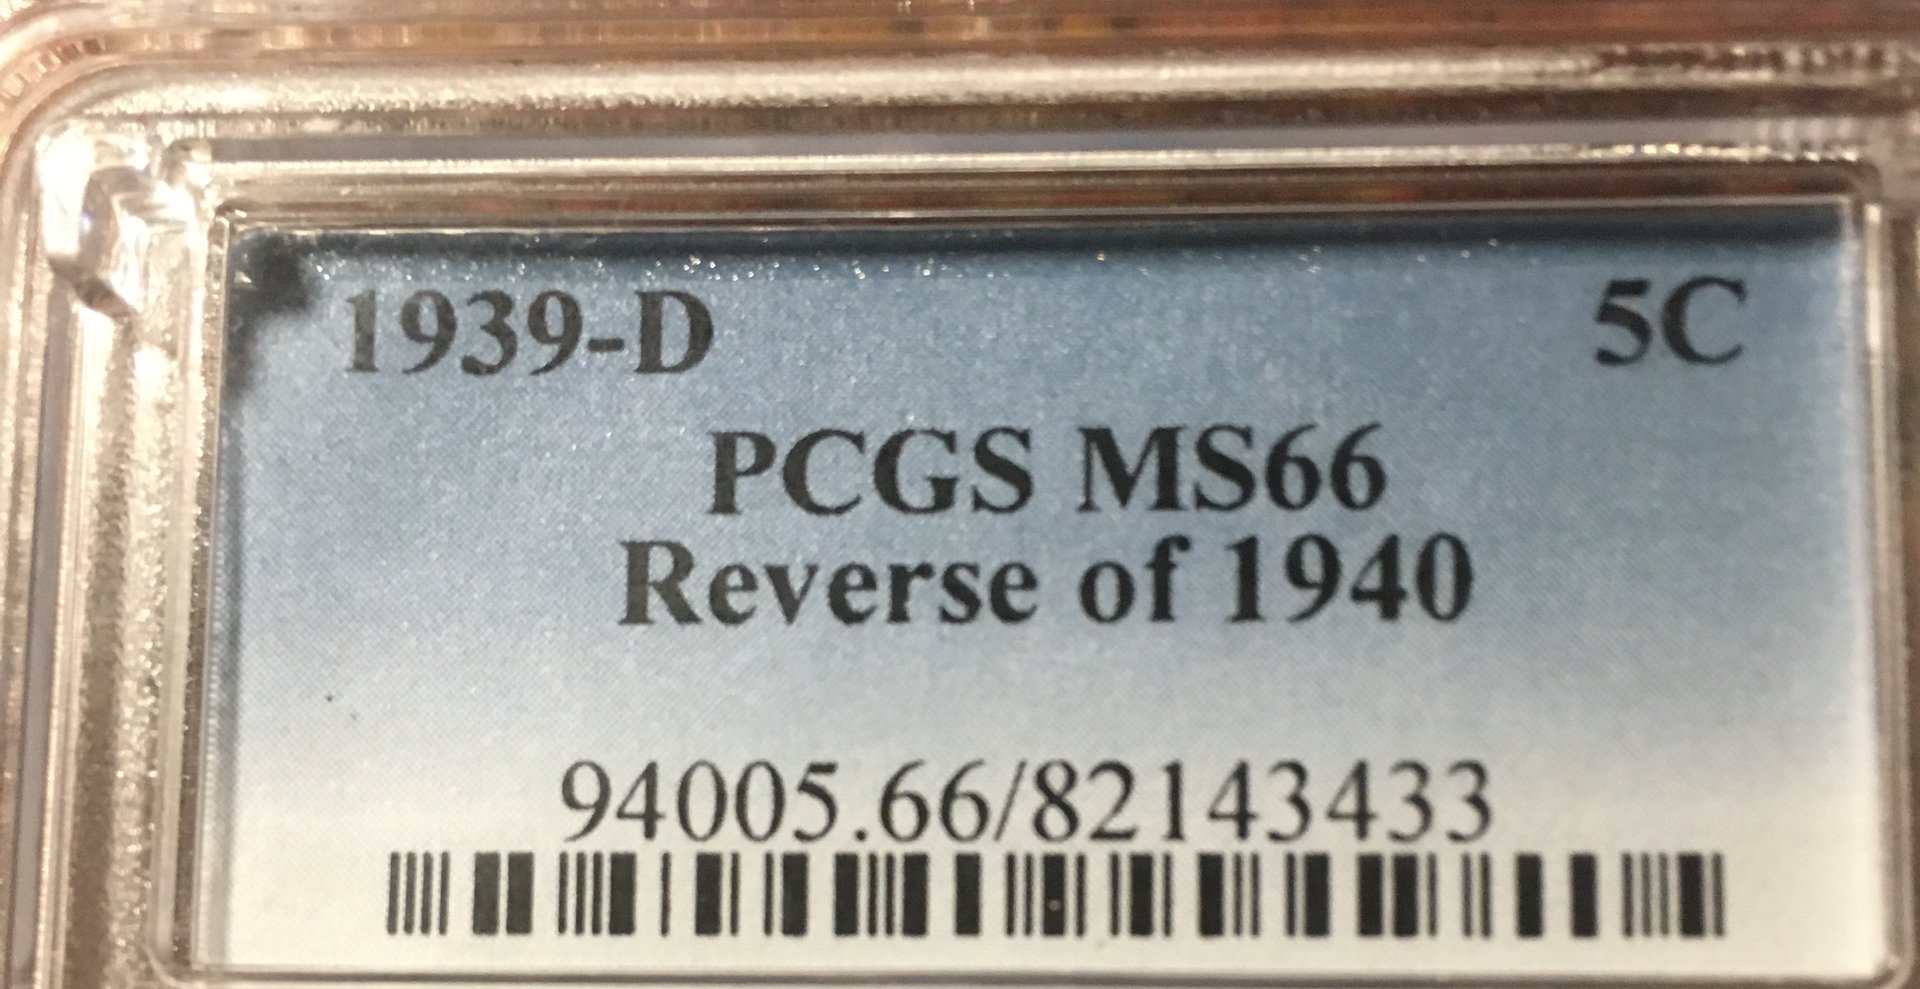 1939-D 5C
PCGS MS66
Reverse of 1940
94005.66/82143433